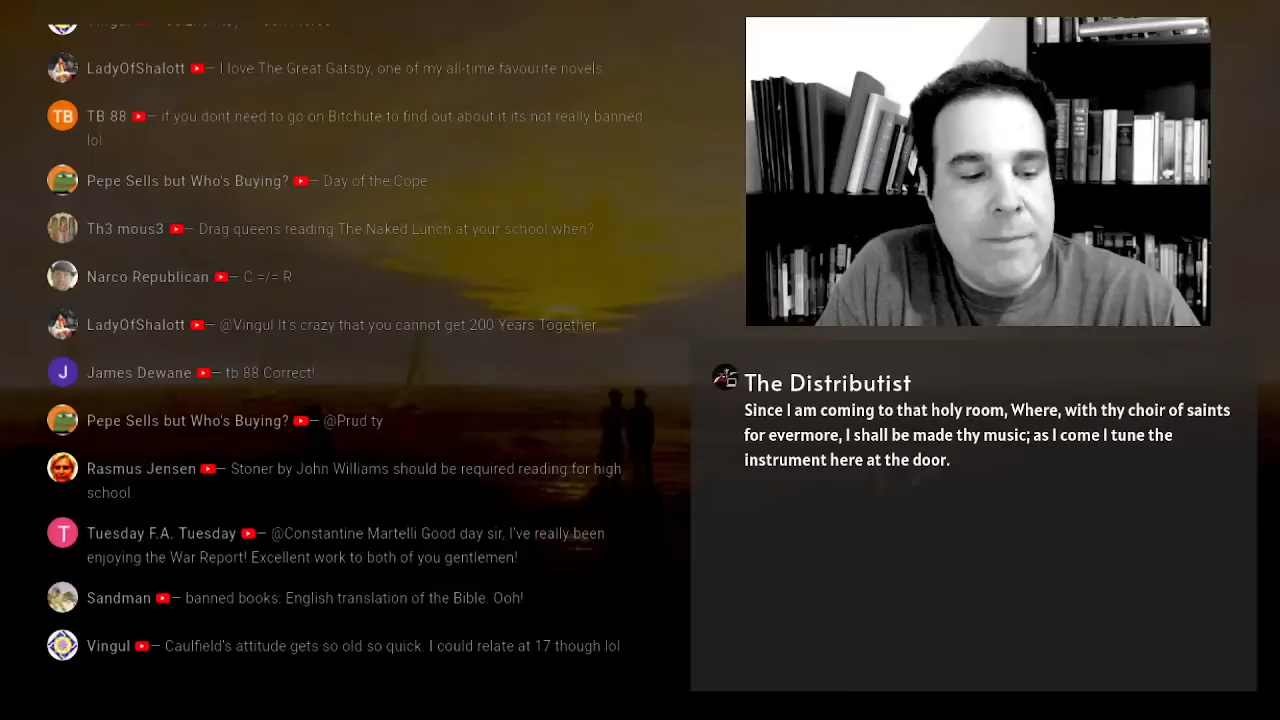 LadyOfShalott — I love The Great Gatsby, one of my all-time favourite novels
TB
TB 88 — if you dont need to go on Bitchute to find out about it its not really banned
lol
Pepe Sells but Who's Buying? — Day of the Cope
Th3 mous3 — Drag queens reading The Naked Lunch at your school when?
Narco Republican — C =/= R
LadyOfShalott — @Vingul It's crazy that you cannot get 200 Years Together
J
James Dewane — tb 88 Correct!
Pepe Sells but Who's Buying? — @Prud ty
Rasmus Jensen — Stoner by John Williams should be required reading for high
school.
T
Tuesday F.A. Tuesday — @Constantine Martelli Good day sir, I've really been
enjoying the War Report! Excellent work to both of you gentlemen!
Sandman — banned books: English translation of the Bible. Ooh!
Vingul — Caulfield's attitude gets so old so quick. I could relate at 17 though lol
The Distributist
Since I am coming to that holy room, Where, with thy choir of saints
for evermore, I shall be made thy music; as I come I tune the
instrument here at the door.